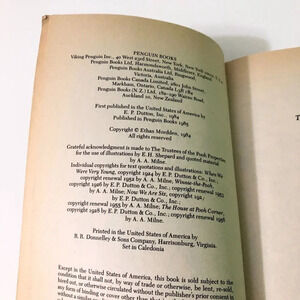 PENGUIN BOOKS
Viking Penguin Inc., 40 West 23rd Street, New York, New York
Penguin Books Ltd, Harmondsworth, Middlesex, England
Penguin Books Australia Ltd, Ringwood,
Victoria, Australia
Penguin Books Canada Limited, 2801 John Street,
Markham, Ontario, Canada L3R 1B4
Penguin Books (N.Z.) Ltd, 182-190 Wairau Road,
Auckland 10, New Zealand
First published in the United States of America by
E. P. Dutton, Inc., 1984
Published in Penguin Books 1985
Copyright © Ethan Mordden, 1984
All rights reserved
Grateful acknowledgment is made to The Trustees of the Pooh Properties
for the use of illustrations by E. H. Shepard and quoted material
by A. A. Milne.
Individual copyrights for text quotations and illustrations: When We
Were Very Young, copyright 1924 by E. P. Dutton & Co., Inc.;
copyright renewal 1952 by A. A. Milne; Winnie-the-Pooh,
copyright 1926 by E. P. Dutton & Co., Inc.; copyright renewal
1954 by A. A. Milne; Now We Are Six, copyright 1927
by E. P. Dutton & Co., Inc.;
copyright renewal 1955 by A. A. Milne; The House at Pooh Corner,
copyright 1928 by E. P. Dutton & Co., Inc.; copyright renewal 1956
by A. A. Milne.
Printed in the United States of America by
R. R. Donnelley & Sons Company, Harrisonburg, Virginia
Set in Caledonia
Except in the United States of America, this book is sold subject to the
condition that it shall not, by way of trade or otherwise, be lent, re-sold,
hired out, or otherwise circulated without the publisher's prior consent in any
form of binding or cover other than that in which it is
T